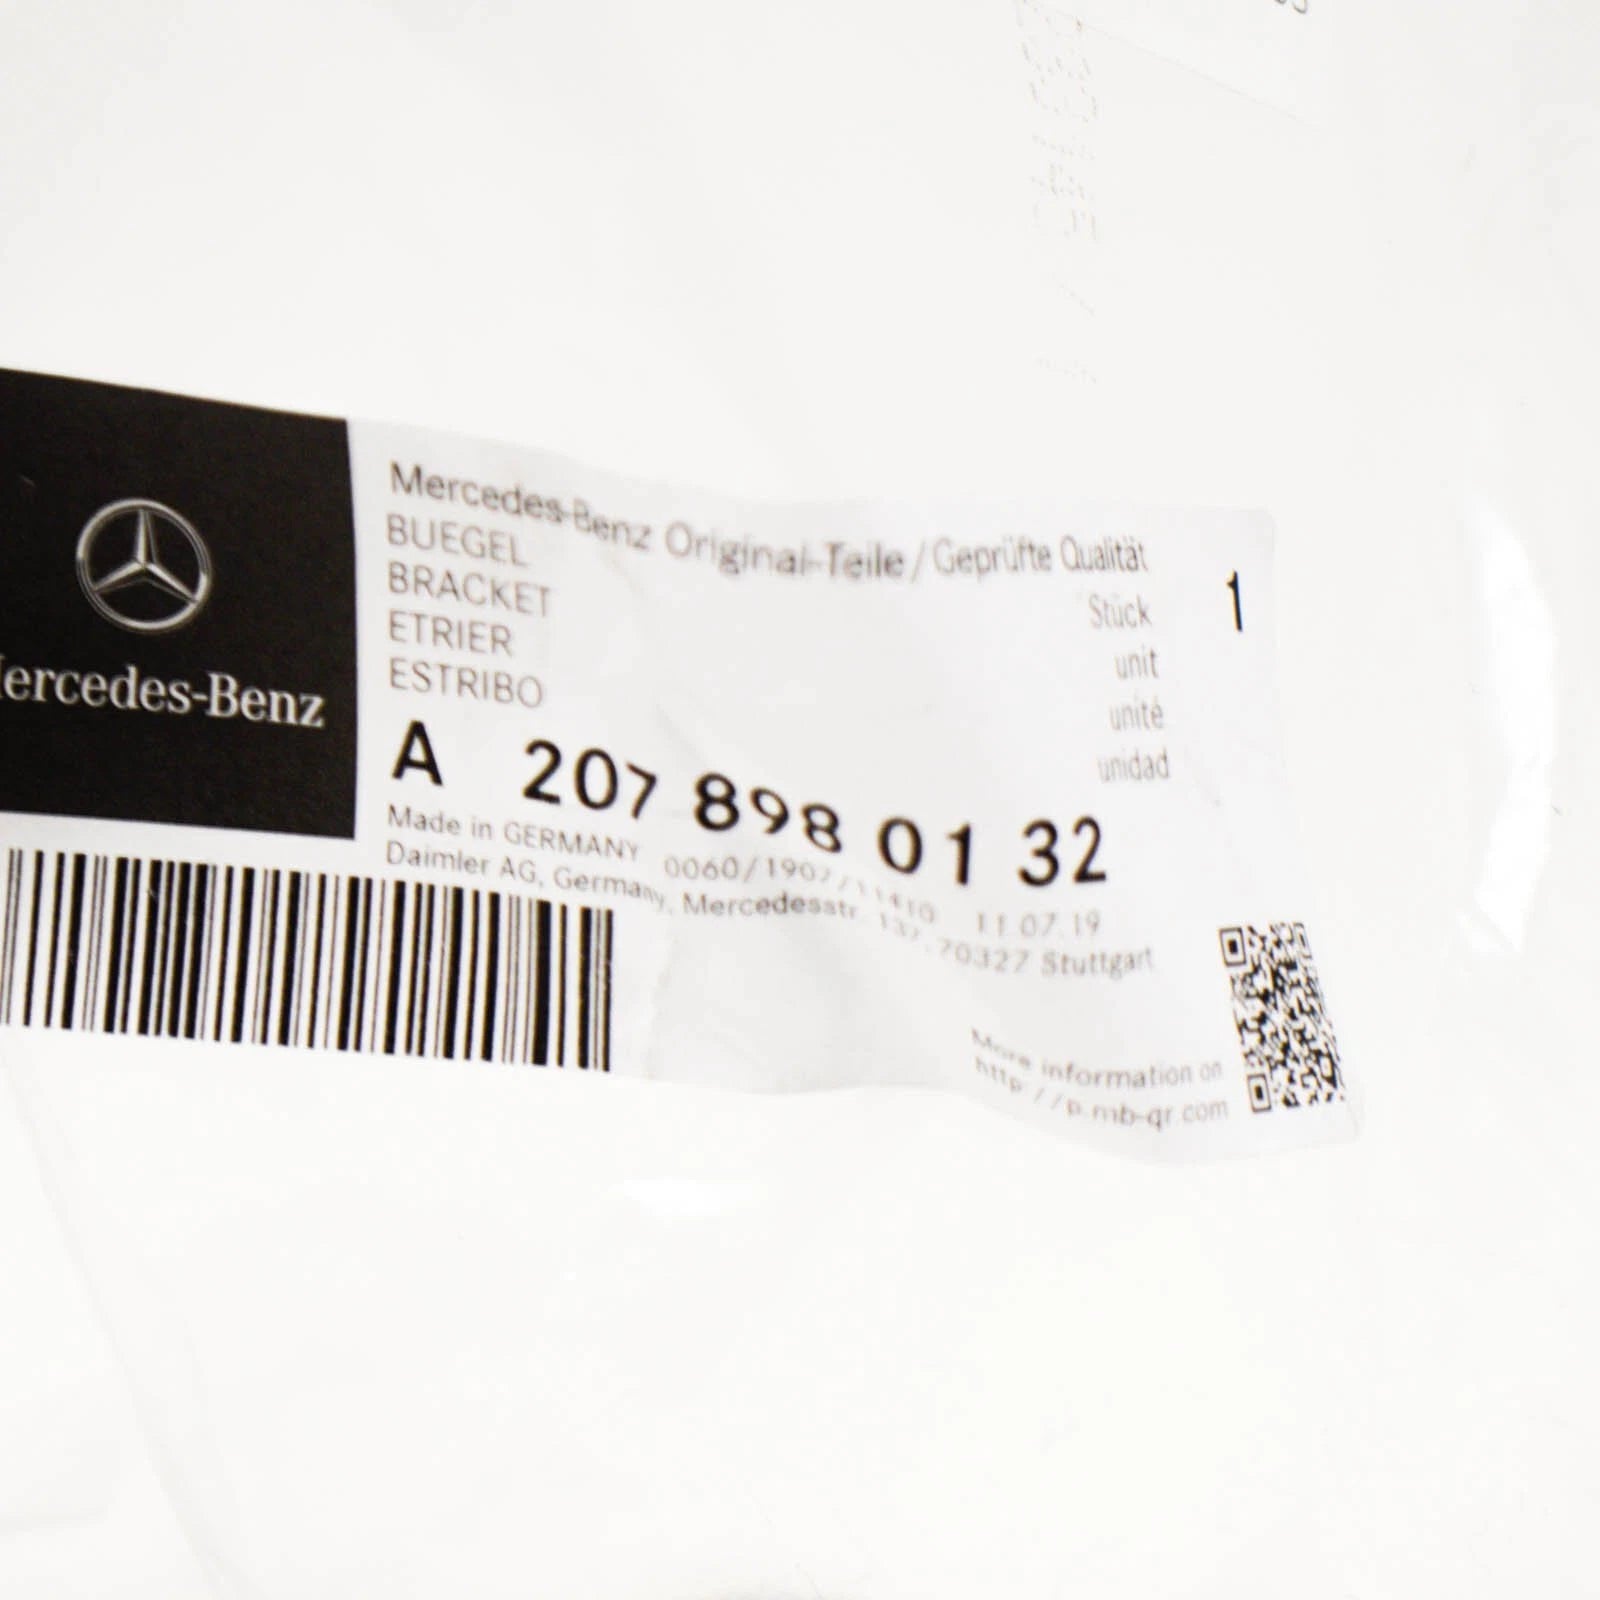 Mercedes-Benz Original-Teile / Geprüfte Qualität
BUEGEL
BRACKET
ETRIER
ESTRIBO
Stück 1
unit
unité
unidad
Mercedes-Benz
A 207 898 01 32
Made in GERMANY 11.07.19
Daimler AG, Germany, Mercedesstr. 137, 70327 Stuttgart
More information on
http://p.mb-qr.com